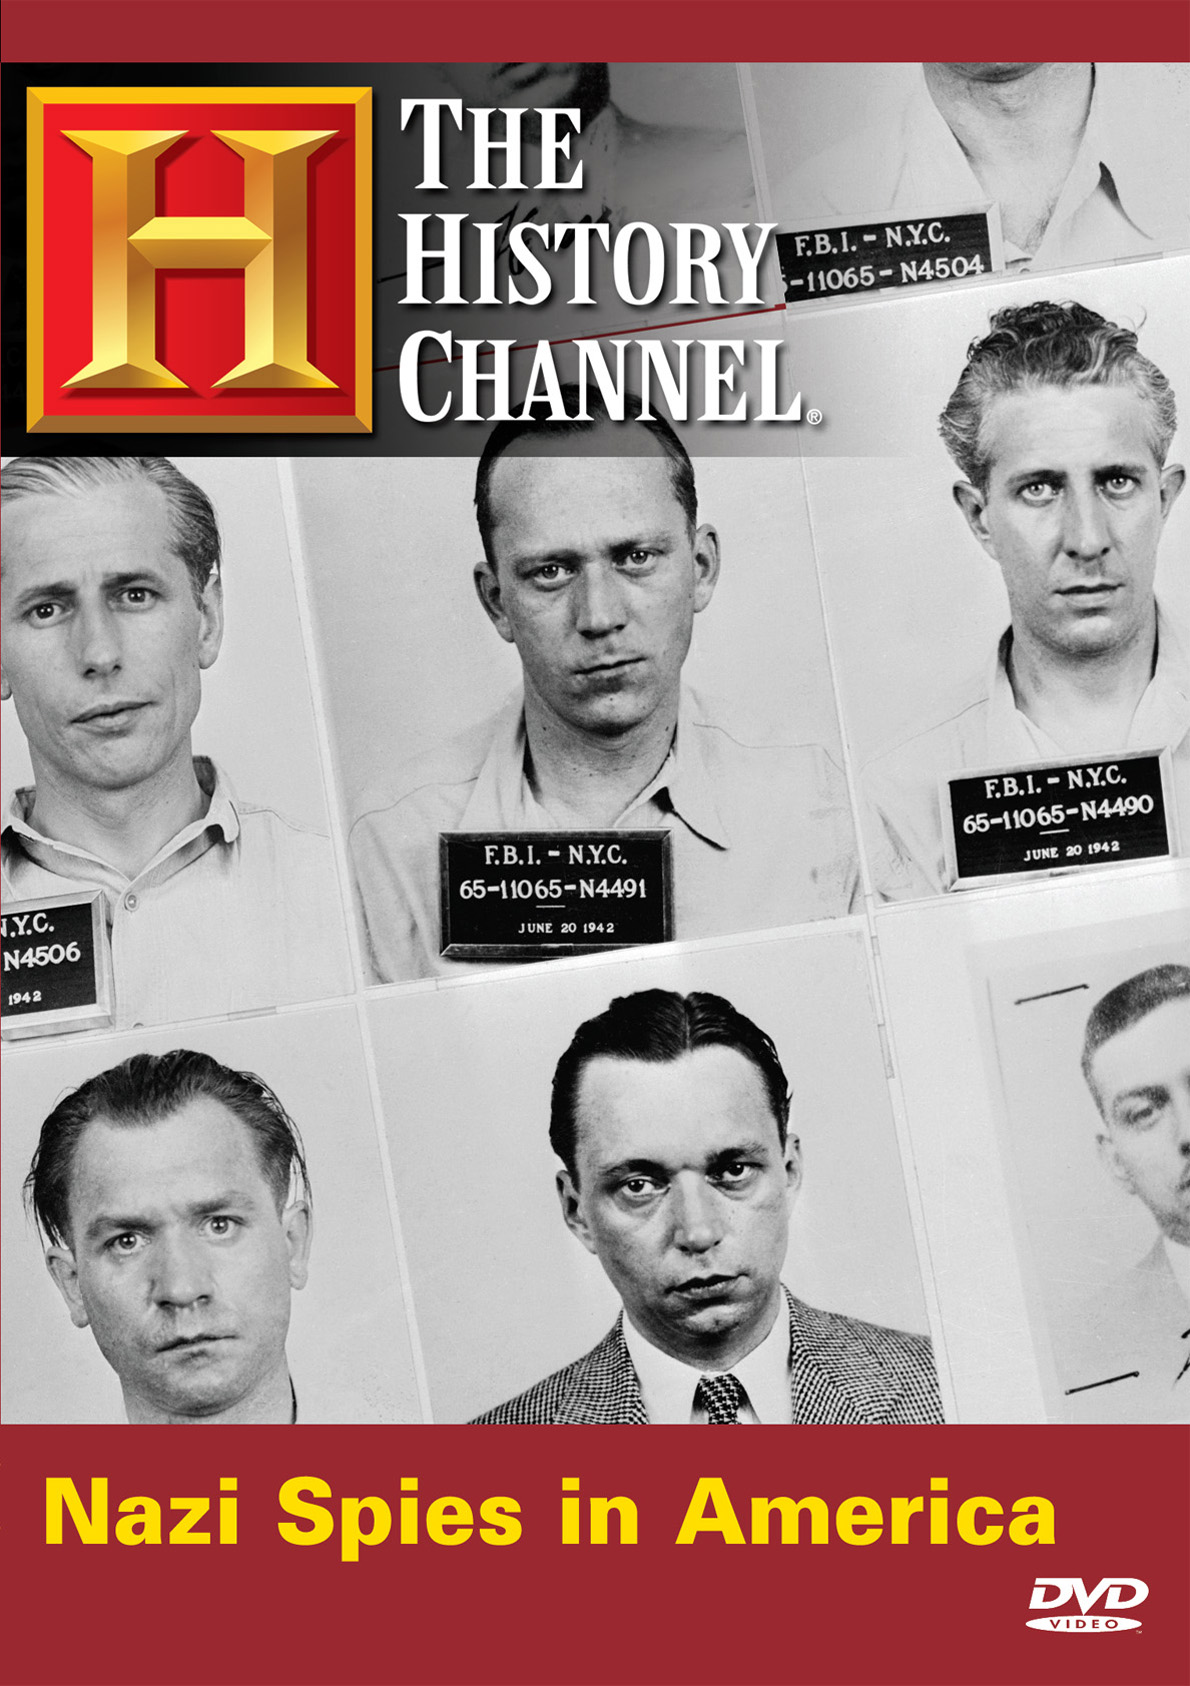 THE
HISTORY
CHANNEL®
F.B.I. - N.Y.C.
-11065-N4504
F.B.I. - N.Y.C.
65-11065-N4490
JUNE 20 1942
F.B.I. - N.Y.C.
65-11065-N4491
JUNE 20 1942
N.Y.C.
N4506
1942
Nazi Spies in America
DVD
VIDEO™